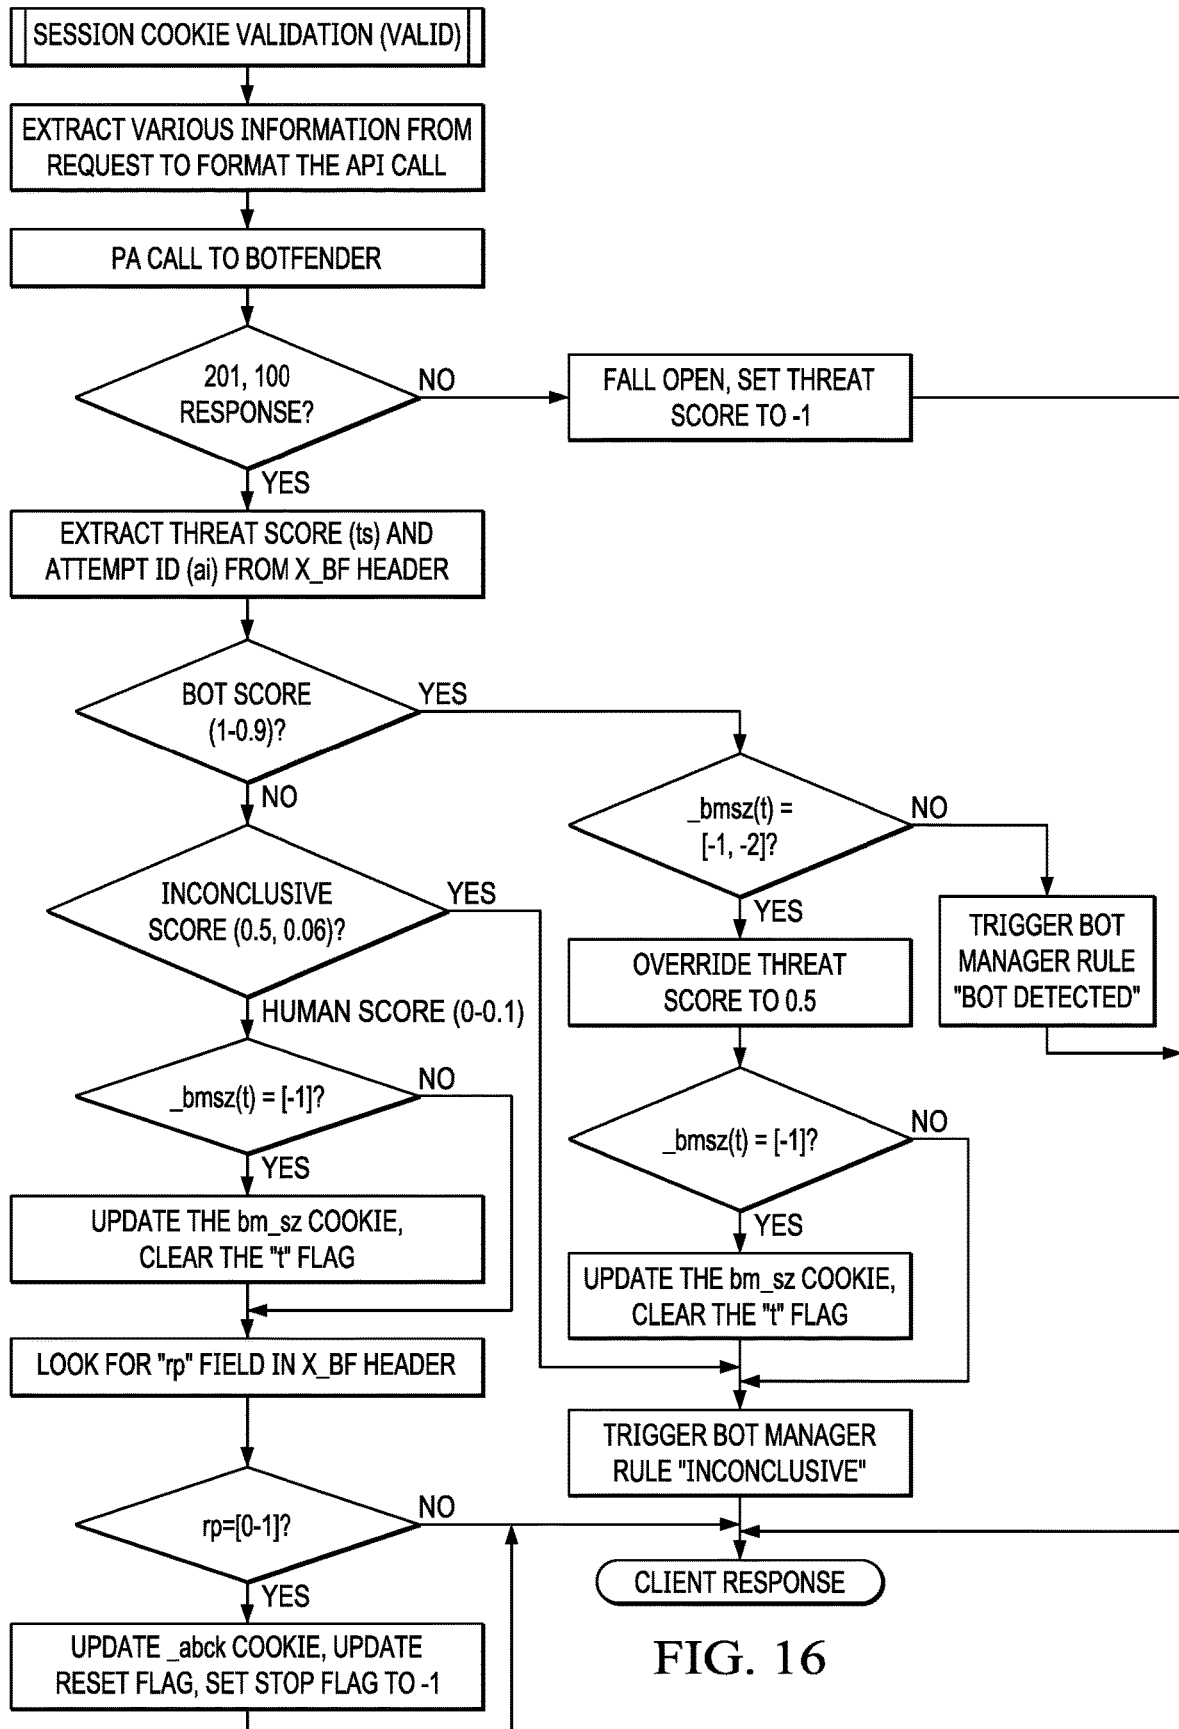 SESSION COOKIE VALIDATION (VALID)
EXTRACT VARIOUS INFORMATION FROM
REQUEST TO FORMAT THE API CALL
PA CALL TO BOTFENDER
201, 100
RESPONSE?
NO
FALL OPEN, SET THREAT
SCORE TO -1
YES
EXTRACT THREAT SCORE (ts) AND
ATTEMPT ID (ai) FROM X_BF HEADER
BOT SCORE
(1-0.9)?
YES
NO
_bmsz(t) =
[-1, -2]?
NO
YES
TRIGGER BOT
MANAGER RULE
"BOT DETECTED"
INCONCLUSIVE
SCORE (0.5, 0.06)?
YES
HUMAN SCORE (0-0.1)
OVERRIDE THREAT
SCORE TO 0.5
_bmsz(t) = [-1]?
NO
YES
_bmsz(t) = [-1]?
NO
YES
UPDATE THE bm_sz COOKIE,
CLEAR THE "t" FLAG
UPDATE THE bm_sz COOKIE,
CLEAR THE "t" FLAG
LOOK FOR "rp" FIELD IN X_BF HEADER
TRIGGER BOT MANAGER
RULE "INCONCLUSIVE"
rp=[0-1]?
NO
YES
CLIENT RESPONSE
UPDATE _abck COOKIE, UPDATE
RESET FLAG, SET STOP FLAG TO -1
FIG. 16